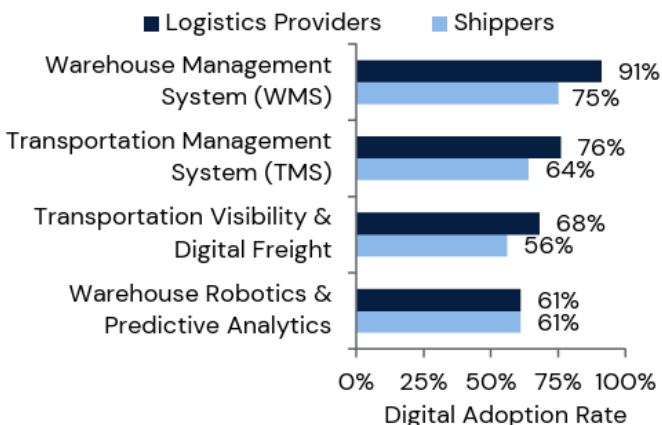 Logistics Providers Shippers
Warehouse Management
System (WMS)
91%
75%
Transportation Management
System (TMS)
76%
64%
Transportation Visibility &
Digital Freight
68%
56%
Warehouse Robotics &
Predictive Analytics
61%
61%
0% 25% 50% 75% 100%
Digital Adoption Rate